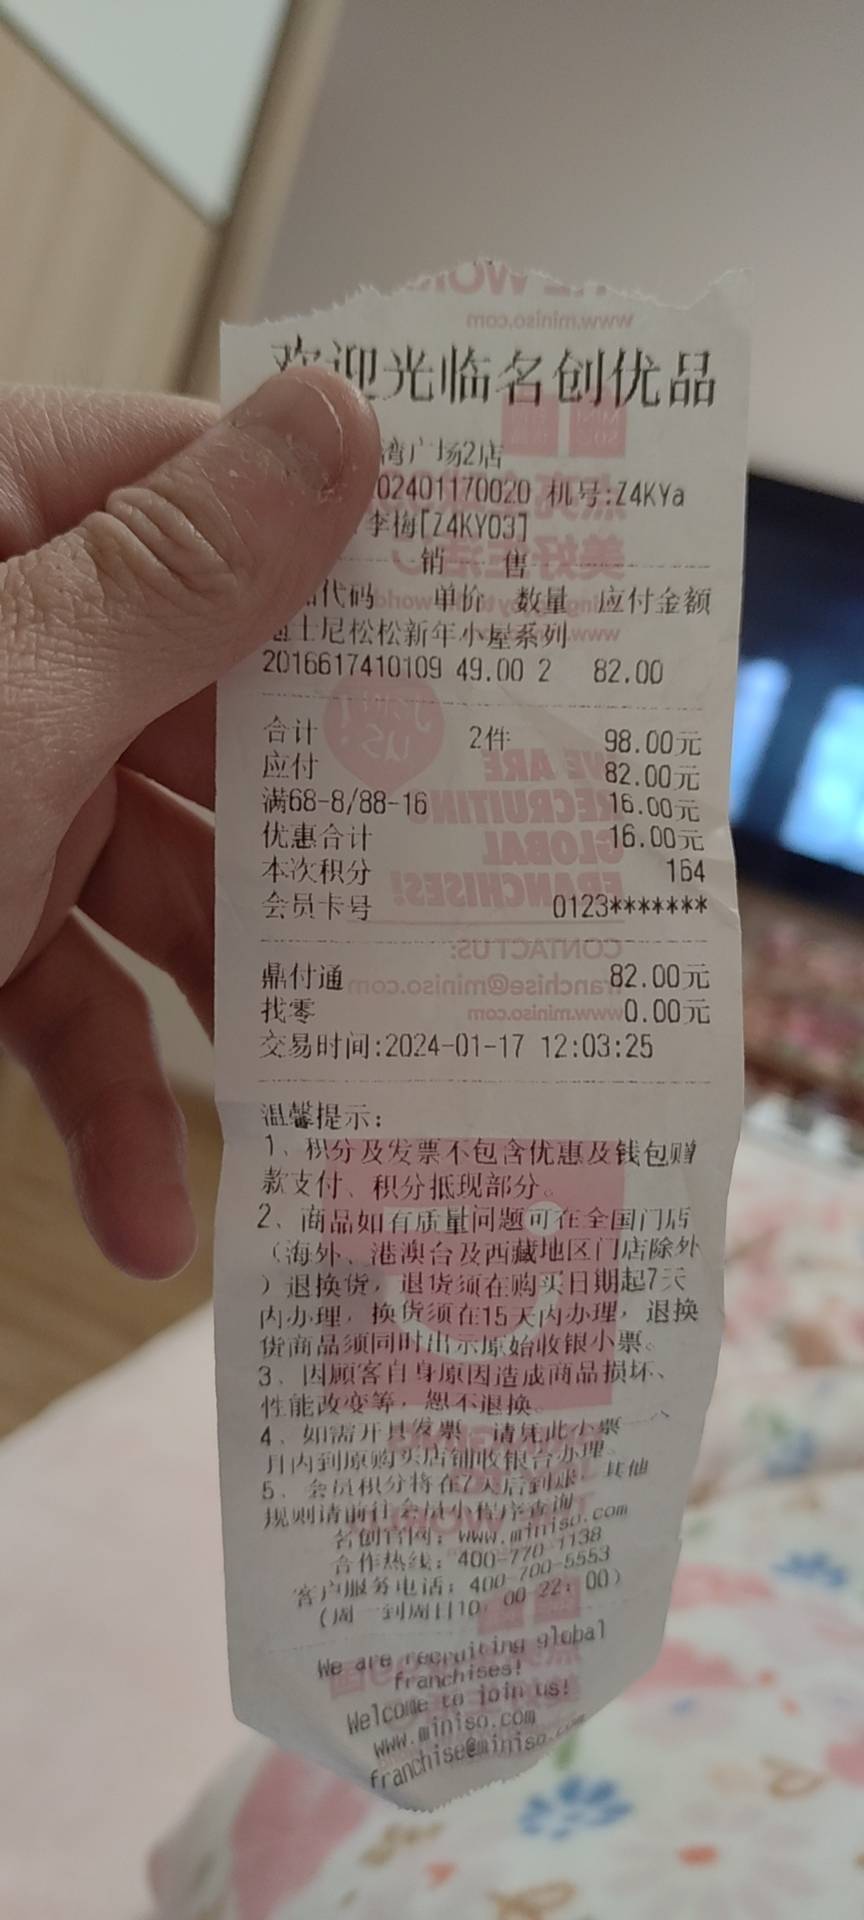 欢迎光临名创优品
湾广场2店
02401170020 机号:Z4KYa
李梅[Z4KY03]
销 售
代码 单价 数量 应付金额
迪士尼松松新年小屋系列
2016617410109 49.00 2 82.00
合计 2件 98.00元
应付 82.00元
满68-8/88-16 16.00元
优惠合计 16.00元
本次积分 164
会员卡号 0123*******
鼎付通 82.00元
找零 0.00元
交易时间:2024-01-17 12:03:25
温馨提示:
1、积分及发票不包含优惠及钱包赠
款支付、积分抵现部分。
2、商品如有质量问题可在全国门店
(海外、港澳台及西藏地区门店除外
)退换货，退货须在购买日期起7天
内办理，换货须在15天内办理，退换
货商品须同时出示原始收银小票。
3、因顾客自身原因造成商品损坏、
性能改变等，恕不退换。
4、如需开具发票 请凭此小票一个
月内到原购买店铺收银台办理。
5、会员积分将在7天后到账，其他
规则请前往会员小程序查询
名创官网：www.miniso.com
合作热线：400-770-1138
客户服务电话：400-700-5553
(周一到周日10：00-22：00)
We are recruiting global
franchises!
Welcome to join us!
www.miniso.com
franchise@miniso.com